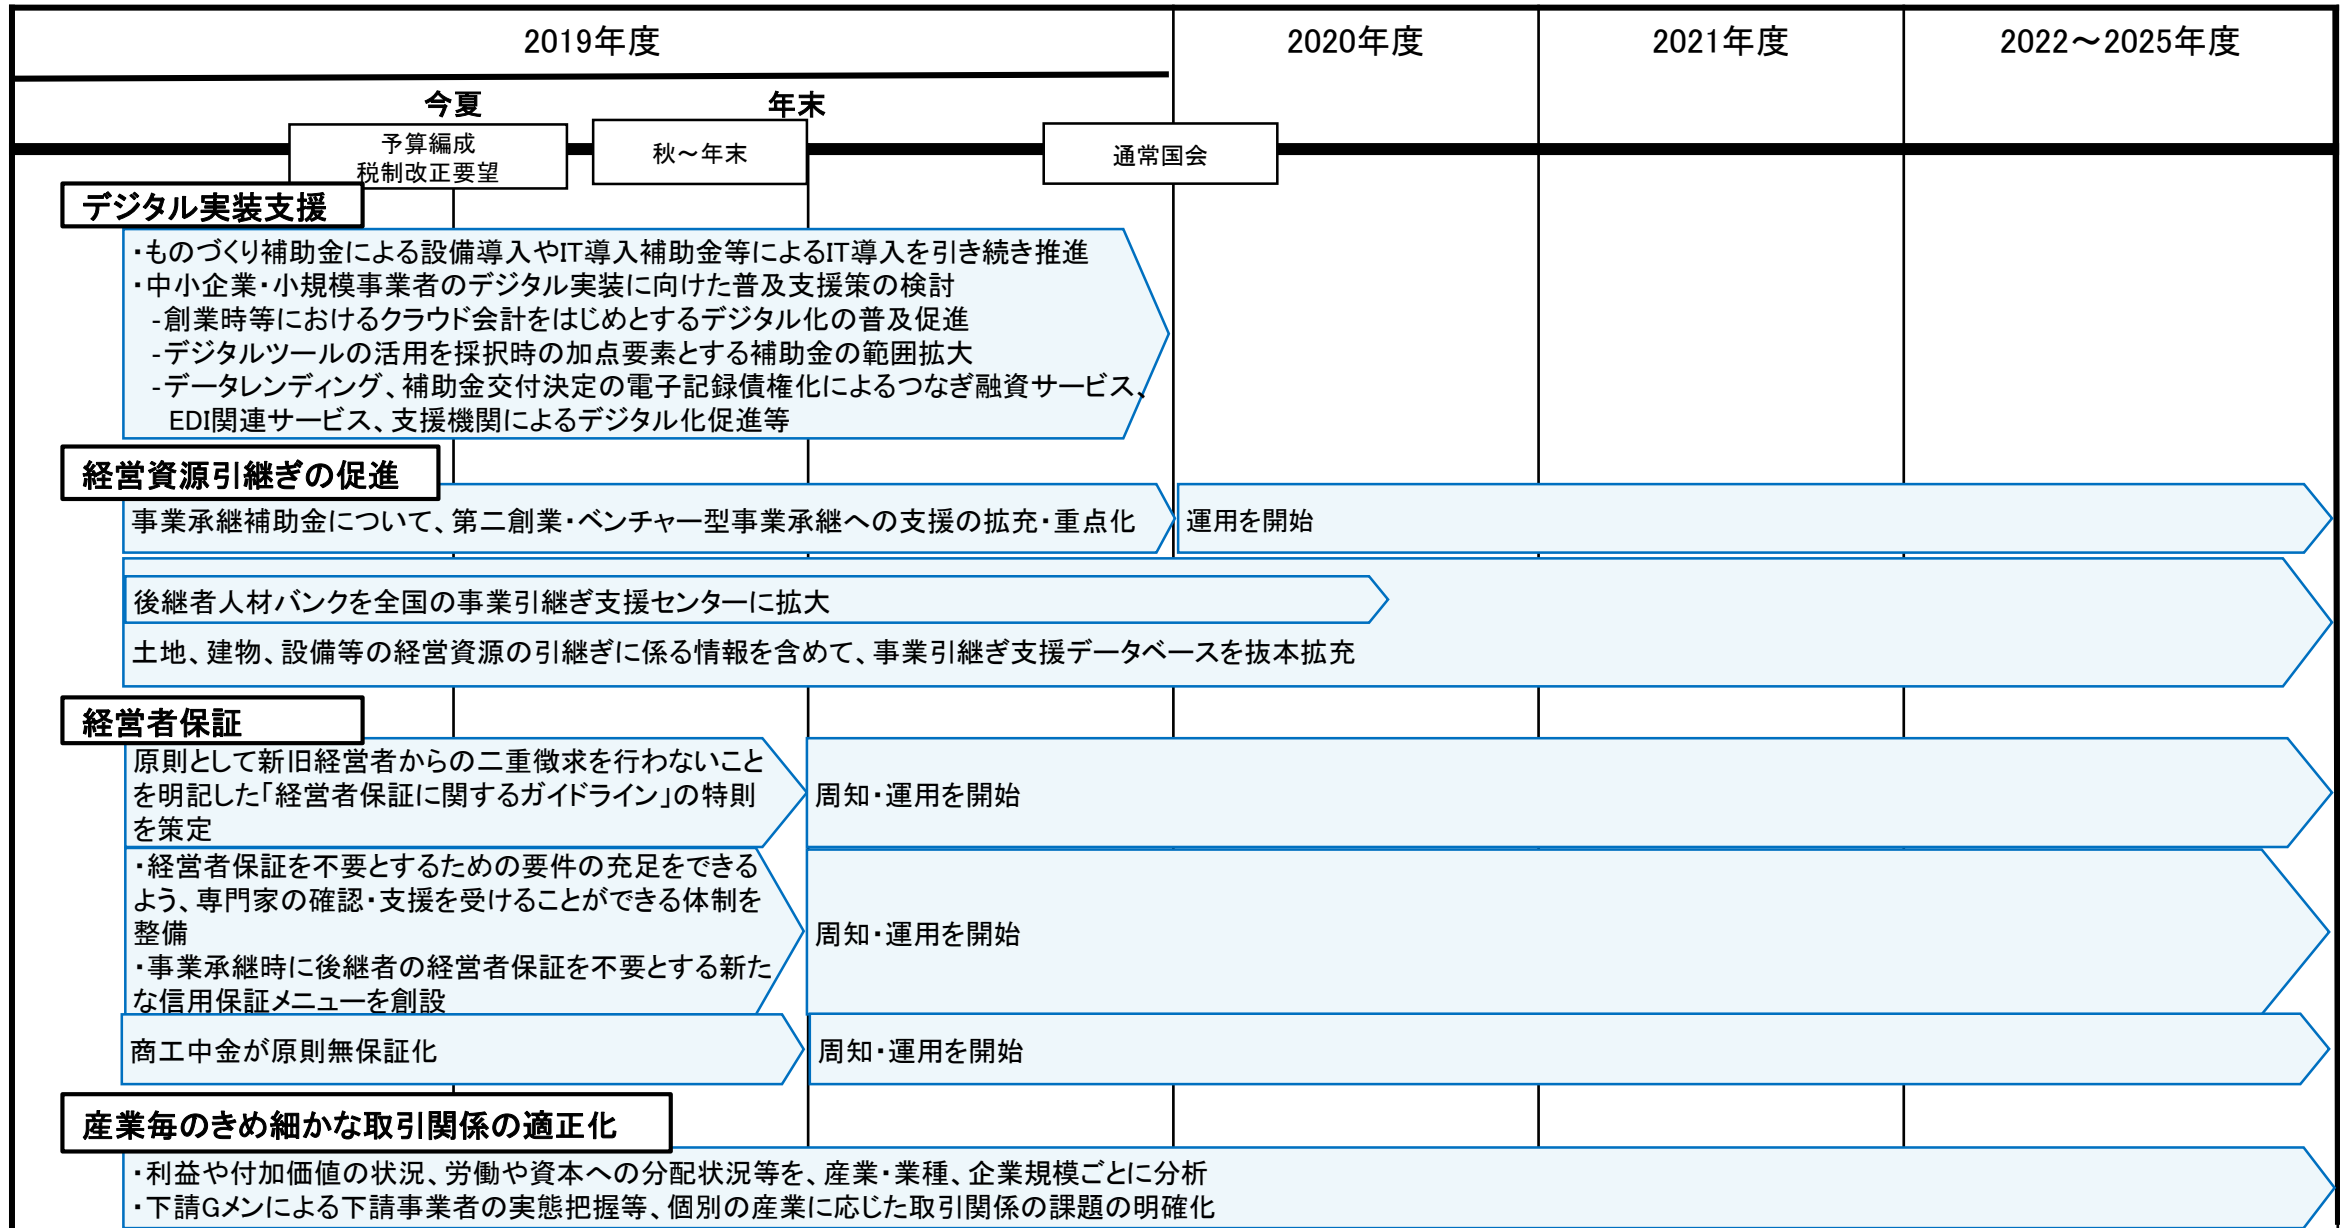 2019年度
2020年度
2021年度
2022～2025年度
今夏
年末
予算編成
税制改正要望
秋～年末
通常国会
デジタル実装支援
・ものづくり補助金による設備導入やIT導入補助金等によるIT導入を引き続き推進
・中小企業・小規模事業者のデジタル実装に向けた普及支援策の検討
-創業時等におけるクラウド会計をはじめとするデジタル化の普及促進
-デジタルツールの活用を採択時の加点要素とする補助金の範囲拡大
-データレンディング、補助金交付決定の電子記録債権化によるつなぎ融資サービス、
EDI関連サービス、支援機関によるデジタル化促進等
経営資源引継ぎの促進
事業承継補助金について、第二創業・ベンチャー型事業承継への支援の拡充・重点化
運用を開始
後継者人材バンクを全国の事業引継ぎ支援センターに拡大
土地、建物、設備等の経営資源の引継ぎに係る情報を含めて、事業引継ぎ支援データベースを抜本拡充
経営者保証
原則として新旧経営者からの二重徴求を行わないこと
を明記した「経営者保証に関するガイドライン」の特則
を策定
周知・運用を開始
・経営者保証を不要とするための要件の充足をできる
よう、専門家の確認・支援を受けることができる体制を
整備
・事業承継時に後継者の経営者保証を不要とする新た
な信用保証メニューを創設
周知・運用を開始
商工中金が原則無保証化
周知・運用を開始
産業毎のきめ細かな取引関係の適正化
・利益や付加価値の状況、労働や資本への分配状況等を、産業・業種、企業規模ごとに分析
・下請Gメンによる下請事業者の実態把握等、個別の産業に応じた取引関係の課題の明確化